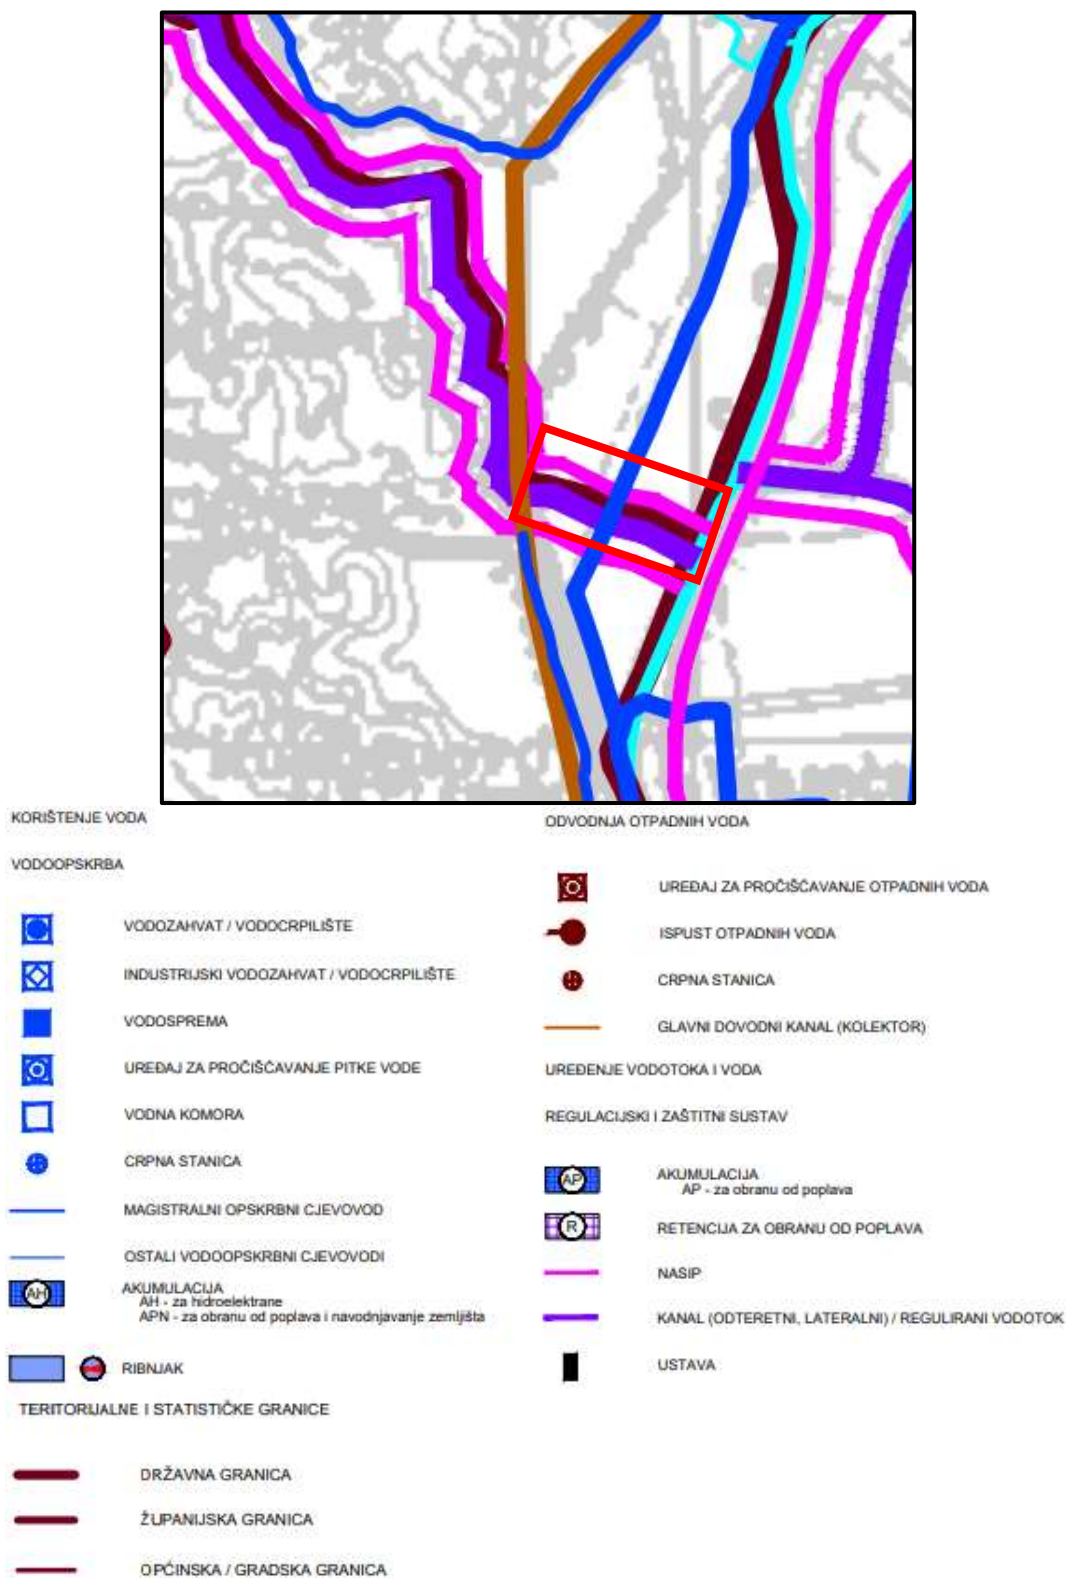 KORIŠTENJE VODA
VODOOPSKRBA
VODOZAHVAT / VODOCRPILIŠTE
INDUSTRIJSKI VODOZAHVAT / VODOCRPILIŠTE
VODOSPREMA
UREĐAJ ZA PROČIŠČAVANJE PITKE VODE
VODNA KOMORA
CRPNA STANICA
MAGISTRALNI OPSKRBNI CJEVOVOD
OSTALI VODOOPSKRBNI CJEVOVODI
AH
AKUMULACIJA
AH - za hidroelektrane
APN - za obranu od poplava i navodnjavanje zemljišta
RIBNJAK
TERITORIJALNE I STATISTIČKE GRANICE
DRŽAVNA GRANICA
ŽUPANIJSKA GRANICA
OPĆINSKA / GRADSKA GRANICA
ODVODNJA OTPADNIH VODA
UREĐAJ ZA PROČIŠČAVANJE OTPADNIH VODA
ISPUST OTPADNIH VODA
CRPNA STANICA
GLAVNI DOVODNI KANAL (KOLEKTOR)
UREĐENJE VODOTOKA I VODA
REGULACIJSKI I ZAŠTITNI SUSTAV
AP
AKUMULACIJA
AP - za obranu od poplava
R
RETENCIJA ZA OBRANU OD POPLAVA
NASIP
KANAL (ODTERETNI, LATERALNI) / REGULIRANI VODOTOK
USTAVA